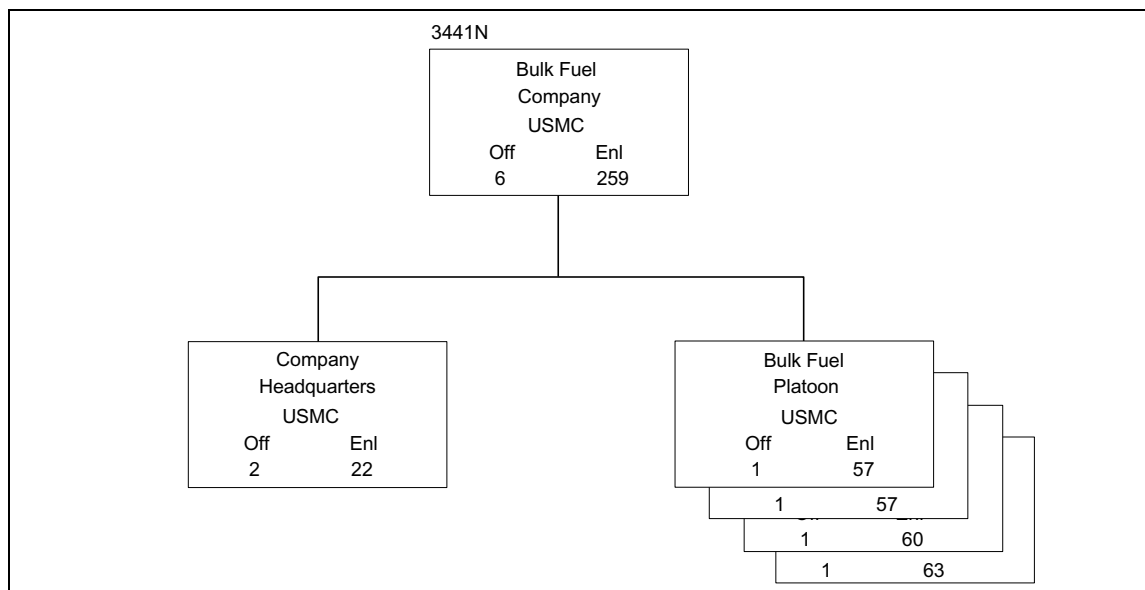 3441N
Bulk Fuel
Company
USMC
Off Enl
6 259
Company
Headquarters
USMC
Off Enl
2 22
Bulk Fuel
Platoon
USMC
Off Enl
1 57
1 57
1 60
1 63